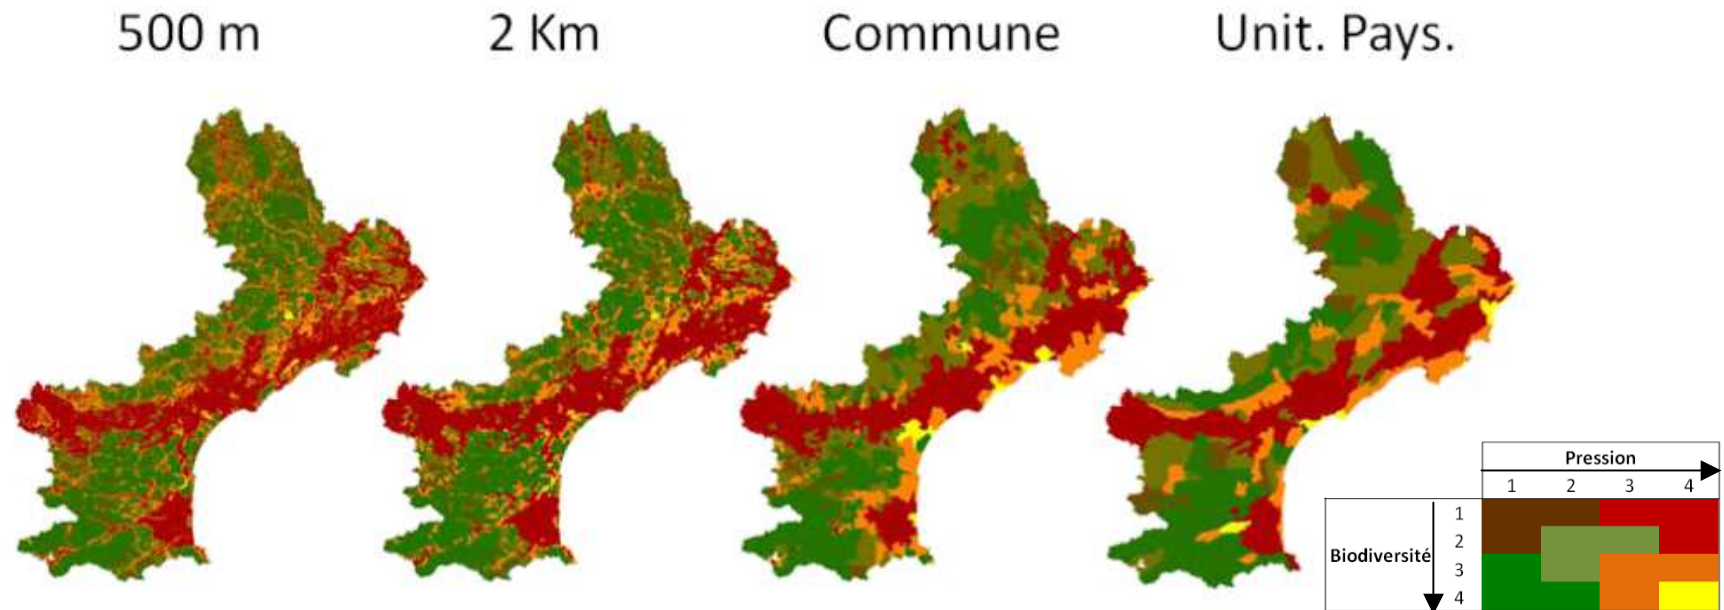 500 m
2 Km
Commune
Unit. Pays.
Pression
1 2 3 4
1
2
Biodiversité
3
4